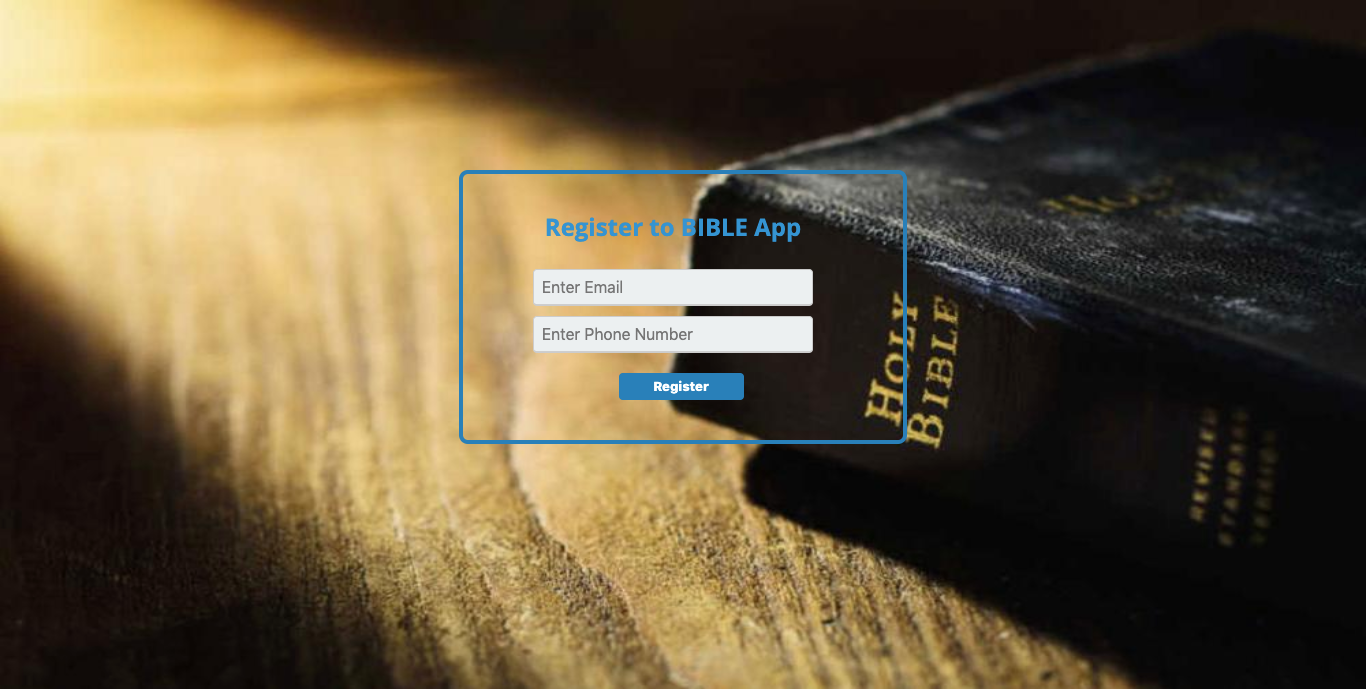 Register to BIBLE App
Enter Email
Enter Phone Number
Register
HOLY
BIBLE
REVISED
STANDARD
VERSION